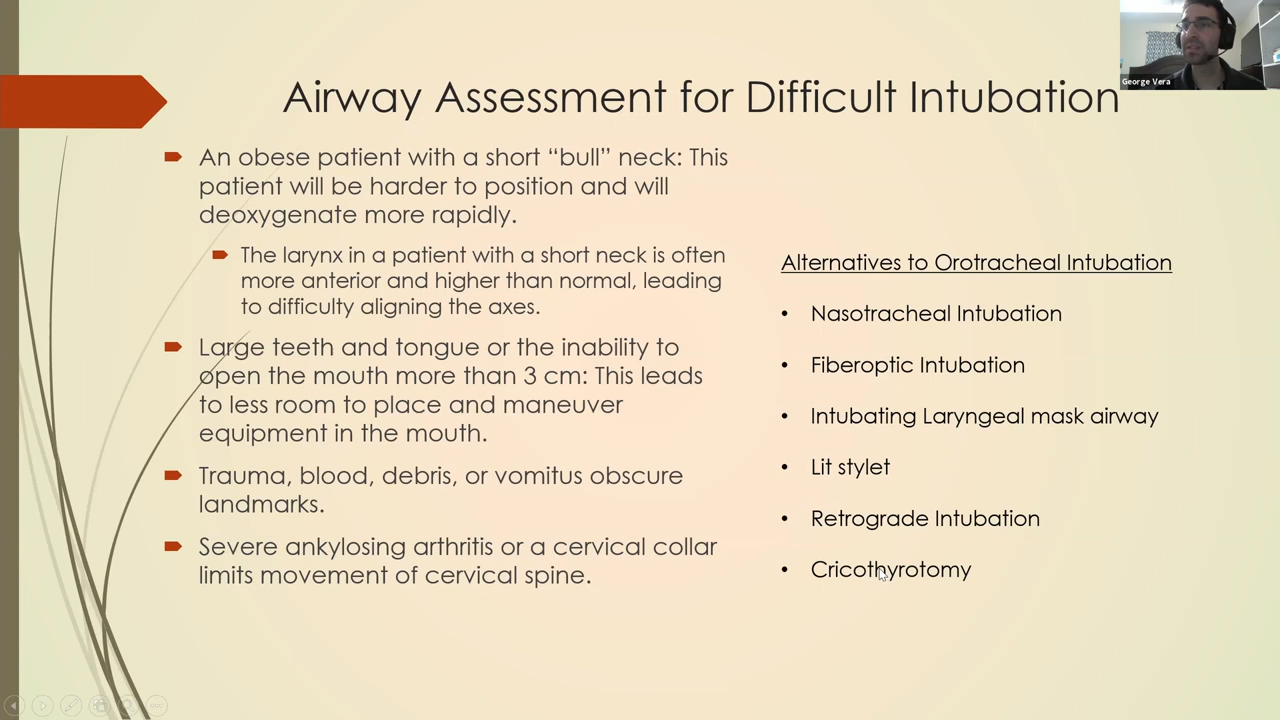 Airway Assessment for Difficult Intubation
George Vera
An obese patient with a short “bull” neck: This
patient will be harder to position and will
deoxygenate more rapidly.
The larynx in a patient with a short neck is often
more anterior and higher than normal, leading
to difficulty aligning the axes.
Large teeth and tongue or the inability to
open the mouth more than 3 cm: This leads
to less room to place and maneuver
equipment in the mouth.
Trauma, blood, debris, or vomitus obscure
landmarks.
Severe ankylosing arthritis or a cervical collar
limits movement of cervical spine.
Alternatives to Orotracheal Intubation
• Nasotracheal Intubation
• Fiberoptic Intubation
• Intubating Laryngeal mask airway
• Lit stylet
• Retrograde Intubation
• Cricothyrotomy